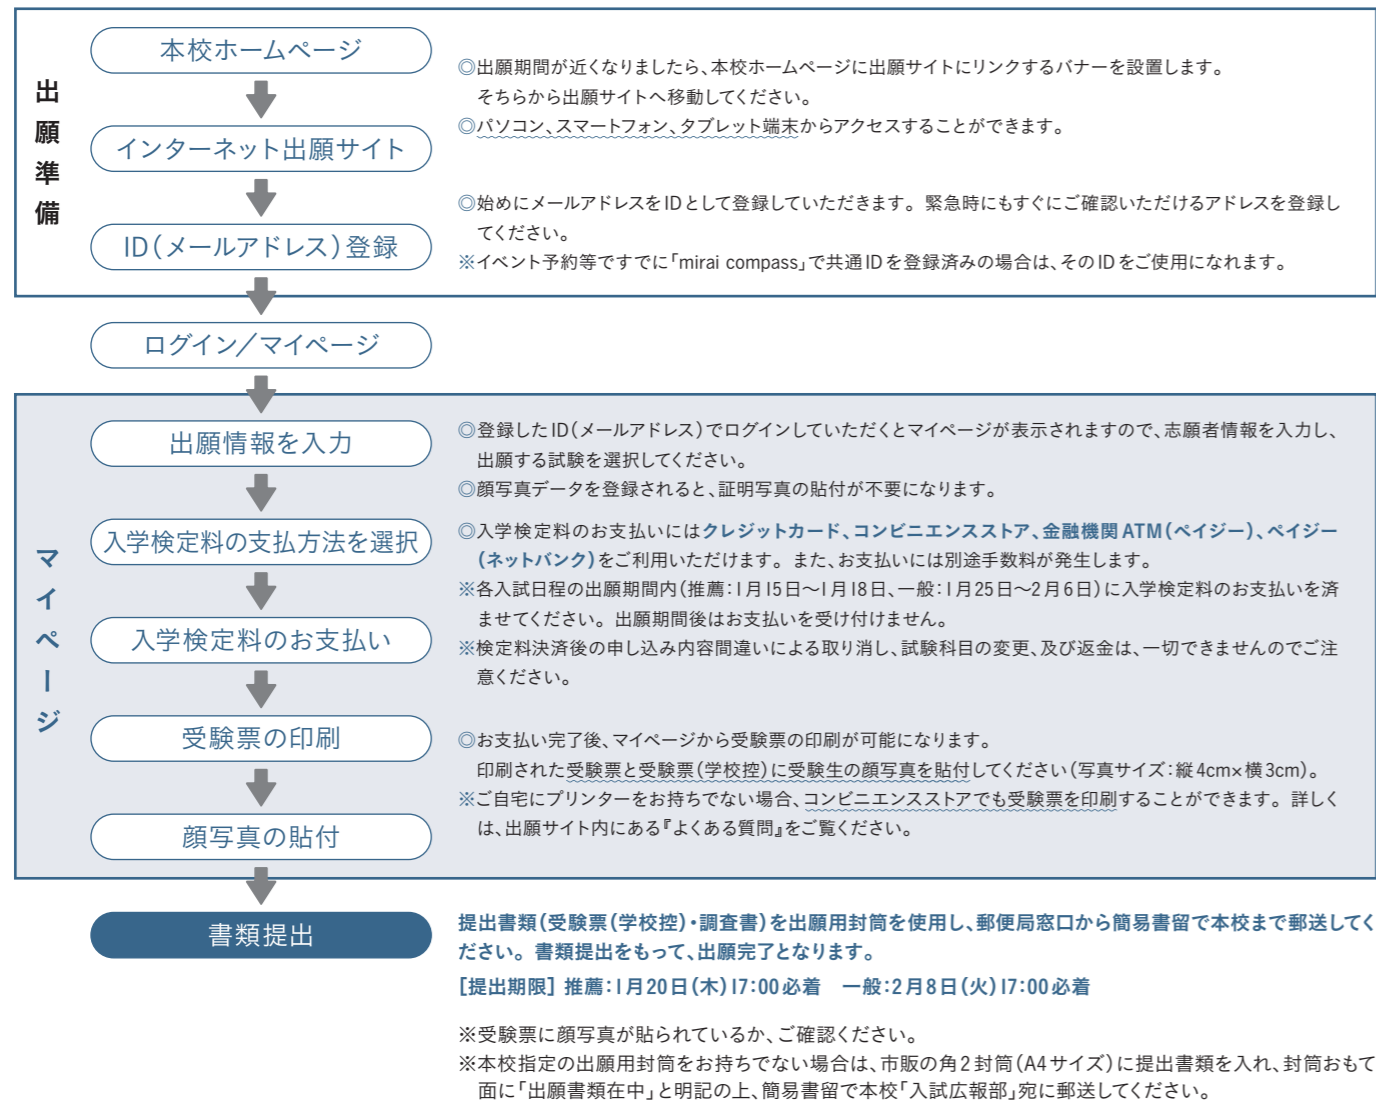 出願準備
本校ホームページ
インターネット出願サイト
ID(メールアドレス)登録
◎出願期間が近くなりましたら、本校ホームページに出願サイトにリンクするバナーを設置します。
そちらから出願サイトへ移動してください。
◎パソコン、スマートフォン、タブレット端末からアクセスすることができます。
◎始めにメールアドレスをIDとして登録していただきます。緊急時にもすぐにご確認いただけるアドレスを登録し
てください。
※イベント予約等ですでに「mirai compass」で共通IDを登録済みの場合は、そのIDをご使用になれます。
ログイン/マイページ
マイページ
出願情報を入力
◎登録したID(メールアドレス)でログインしていただくとマイページが表示されますので、志願者情報を入力し、
出願する試験を選択してください。
◎顔写真データを登録されると、証明写真の貼付が不要になります。
入学検定料の支払方法を選択
入学検定料のお支払い
◎入学検定料のお支払いにはクレジットカード、コンビニエンスストア、金融機関ATM(ペイジー)、ペイジー
(ネットバンク)をご利用いただけます。また、お支払いには別途手数料が発生します。
※各入試日程の出願期間内(推薦:1月15日〜1月18日、一般:1月25日〜2月6日)に入学検定料のお支払いを済
ませてください。出願期間後はお支払いを受け付けません。
※検定料決済後の申し込み内容間違いによる取り消し、試験科目の変更、及び返金は、一切できませんのでご注
意ください。
受験票の印刷
顔写真の貼付
◎お支払い完了後、マイページから受験票の印刷が可能になります。
印刷された受験票と受験票(学校控)に受験生の顔写真を貼付してください(写真サイズ:縦4cm×横3cm)。
※ご自宅にプリンターをお持ちでない場合、コンビニエンスストアでも受験票を印刷することができます。詳しく
は、出願サイト内にある『よくある質問』をご覧ください。
書類提出
提出書類(受験票(学校控)・調査書)を出願用封筒を使用し、郵便局窓口から簡易書留で本校まで郵送してく
ださい。書類提出をもって、出願完了となります。
[提出期限] 推薦:1月20日(木)17:00必着 一般:2月8日(火)17:00必着
※受験票に顔写真が貼られているか、ご確認ください。
※本校指定の出願用封筒をお持ちでない場合は、市販の角2封筒(A4サイズ)に提出書類を入れ、封筒おもて
面に「出願書類在中」と明記の上、簡易書留で本校「入試広報部」宛に郵送してください。